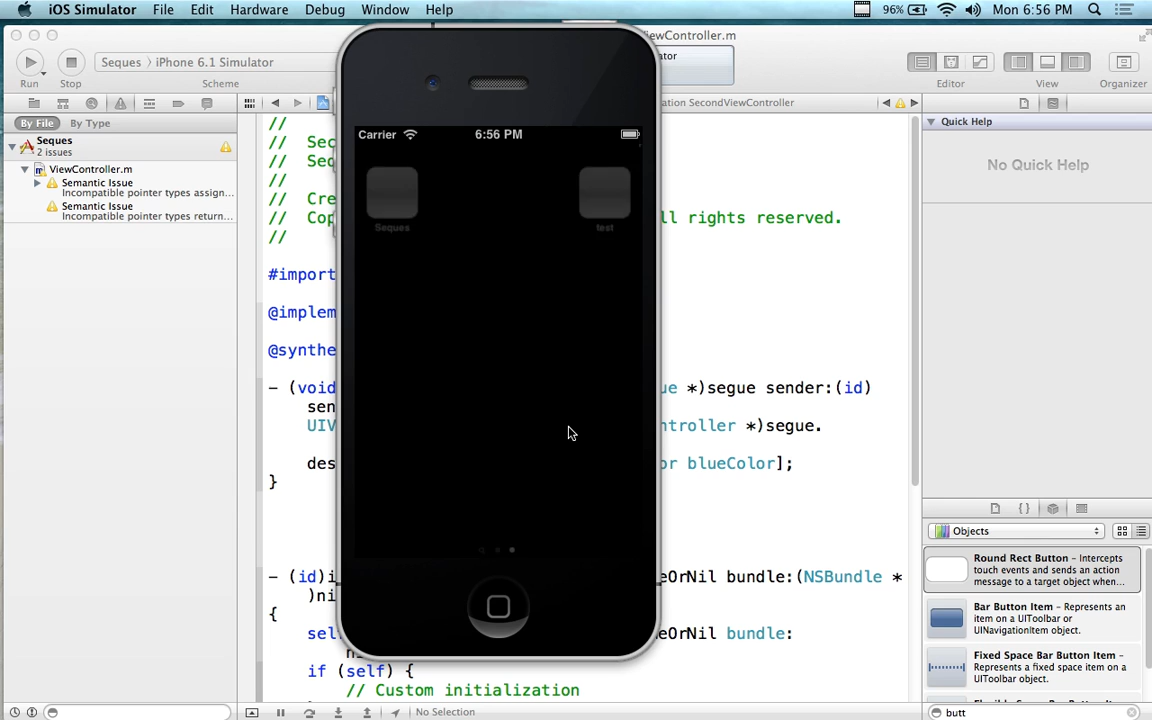 iOS Simulator File Edit Hardware Debug Window Help 96% Mon 6:56 PM
iewController.m
Seques 〉 iPhone 6.1 Simulator
ator
Run Stop Scheme Editor View Organizer
ation SecondViewController
By File By Type
Quick Help
No Quick Help
Seques
2 issues
ViewController.m
Semantic Issue
Incompatible pointer types assign...
Semantic Issue
Incompatible pointer types return...
//
// Sec
// Seq
//
// Cre
// Cop ll rights reserved.
//
#import
@implem
@synthe
- (void ue *)segue sender:(id)
sen
UIV ntroller *)segue.
des or blueColor];
}
- (id)i eOrNil bundle:(NSBundle *
)ni
{
sel eOrNil bundle:
if (self) {
// Custom initialization
Carrier 6:56 PM
Seques test
Objects
Round Rect Button – Intercepts
touch events and sends an action
message to a target object when...
Bar Button Item – Represents an
item on a UIToolbar or
UINavigationItem object.
Fixed Space Bar Button Item –
Represents a fixed space item on a
UIToolbar object.
No Selection
butt